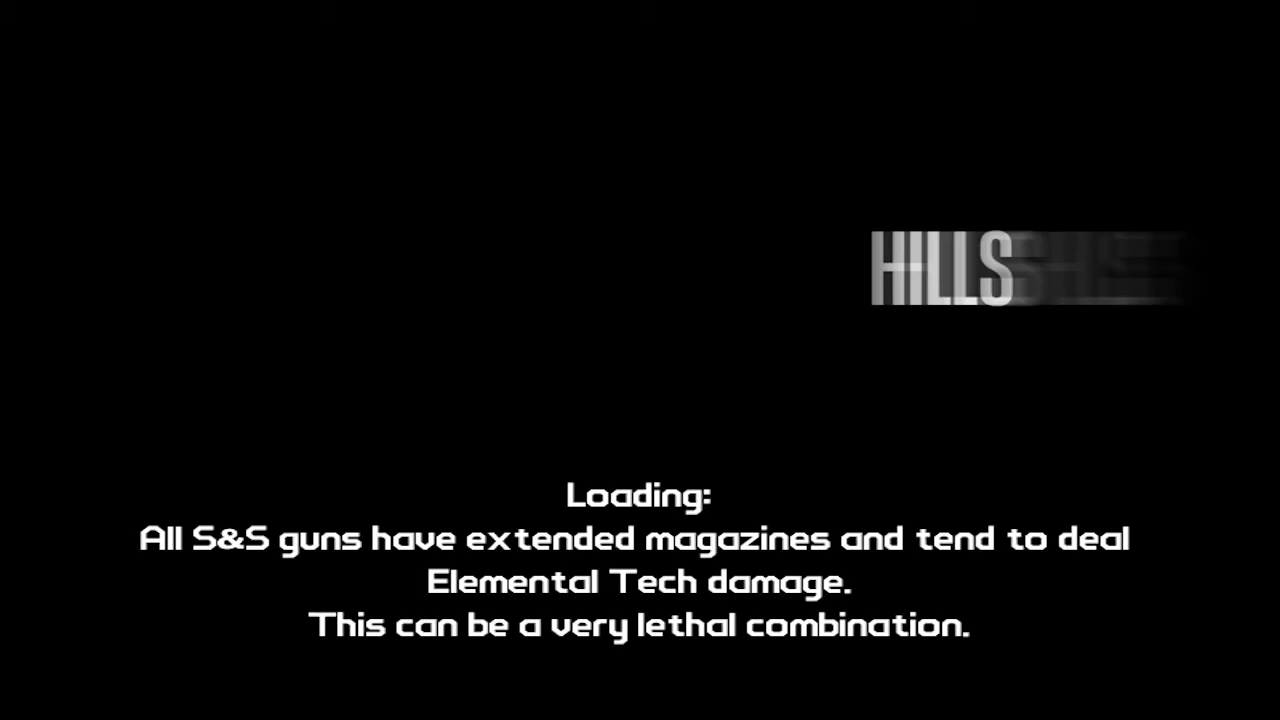 HILLS
Loading:
All S&S guns have extended magazines and tend to deal
Elemental Tech damage.
This can be a very lethal combination.